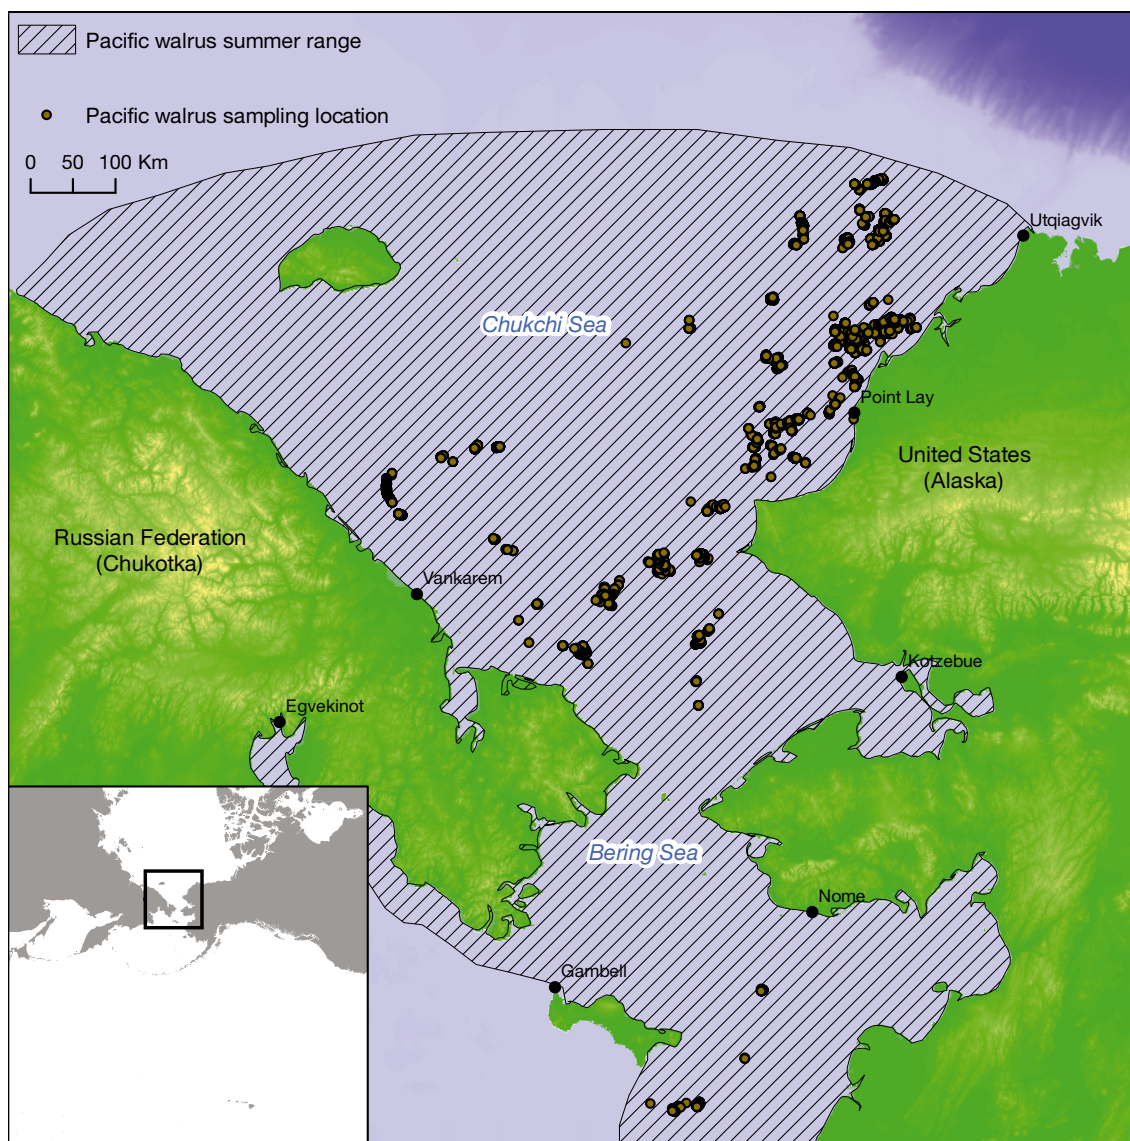 Pacific walrus summer range
Pacific walrus sampling location
0 50 100 Km
Utqiagvik
Chukchi Sea
Point Lay
United States
(Alaska)
Russian Federation
(Chukotka)
Vankarem
Kotzebue
Egvekinot
Bering Sea
Nome
Gambell